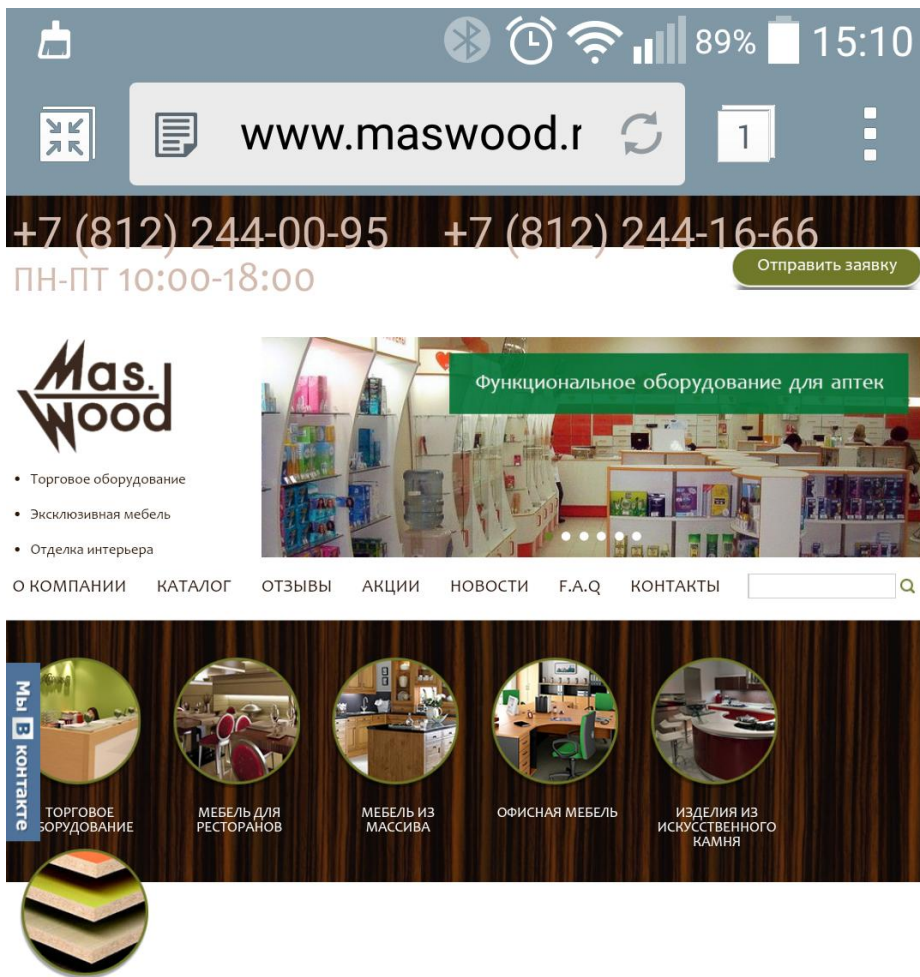 89% 15:10
www.maswood.r 1
+7 (812) 244-00-95 +7 (812) 244-16-66
ПН-ПТ 10:00-18:00
Отправить заявку
Mas.
Wood
Функциональное оборудование для аптек
• Торговое оборудование
• Эксклюзивная мебель
• Отделка интерьера
О КОМПАНИИ КАТАЛОГ ОТЗЫВЫ АКЦИИ НОВОСТИ F.A.Q КОНТАКТЫ
Мы В контакте
ТОРГОВОЕ
ОРУДОВАНИЕ
МЕБЕЛЬ ДЛЯ
РЕСТОРАНОВ
МЕБЕЛЬ ИЗ
МАССИВА
ОФИСНАЯ МЕБЕЛЬ
ИЗДЕЛИЯ ИЗ
ИСКУССТВЕННОГО
КАМНЯ